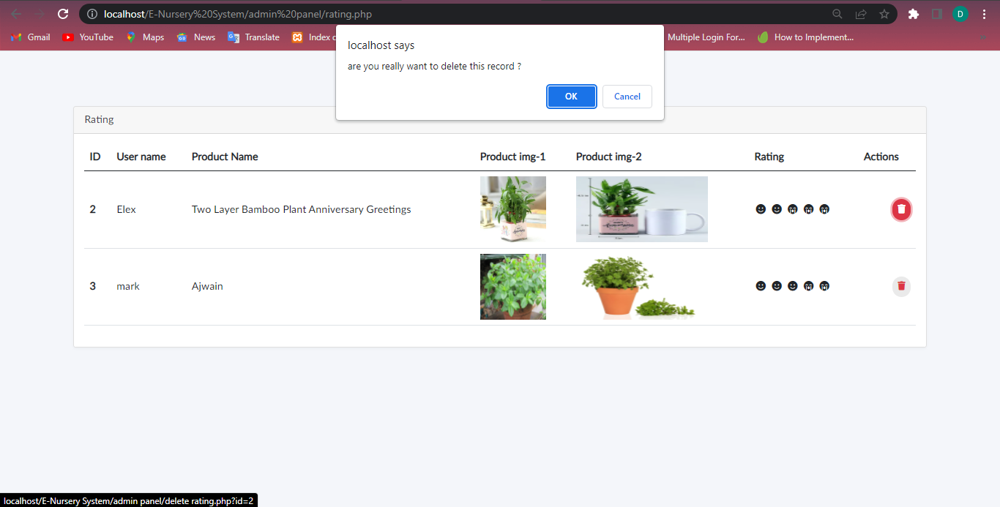 localhost/E-Nursery%20System/admin%20panel/rating.php
D
Gmail YouTube Maps News Translate Index c Multiple Login For... How to Implement...
localhost says
are you really want to delete this record ?
OK Cancel
Rating
ID User name Product Name Product img-1 Product img-2 Rating Actions
2 Elex Two Layer Bamboo Plant Anniversary Greetings
3 mark Ajwain
localhost/E-Nursery System/admin panel/delete rating.php?id=2